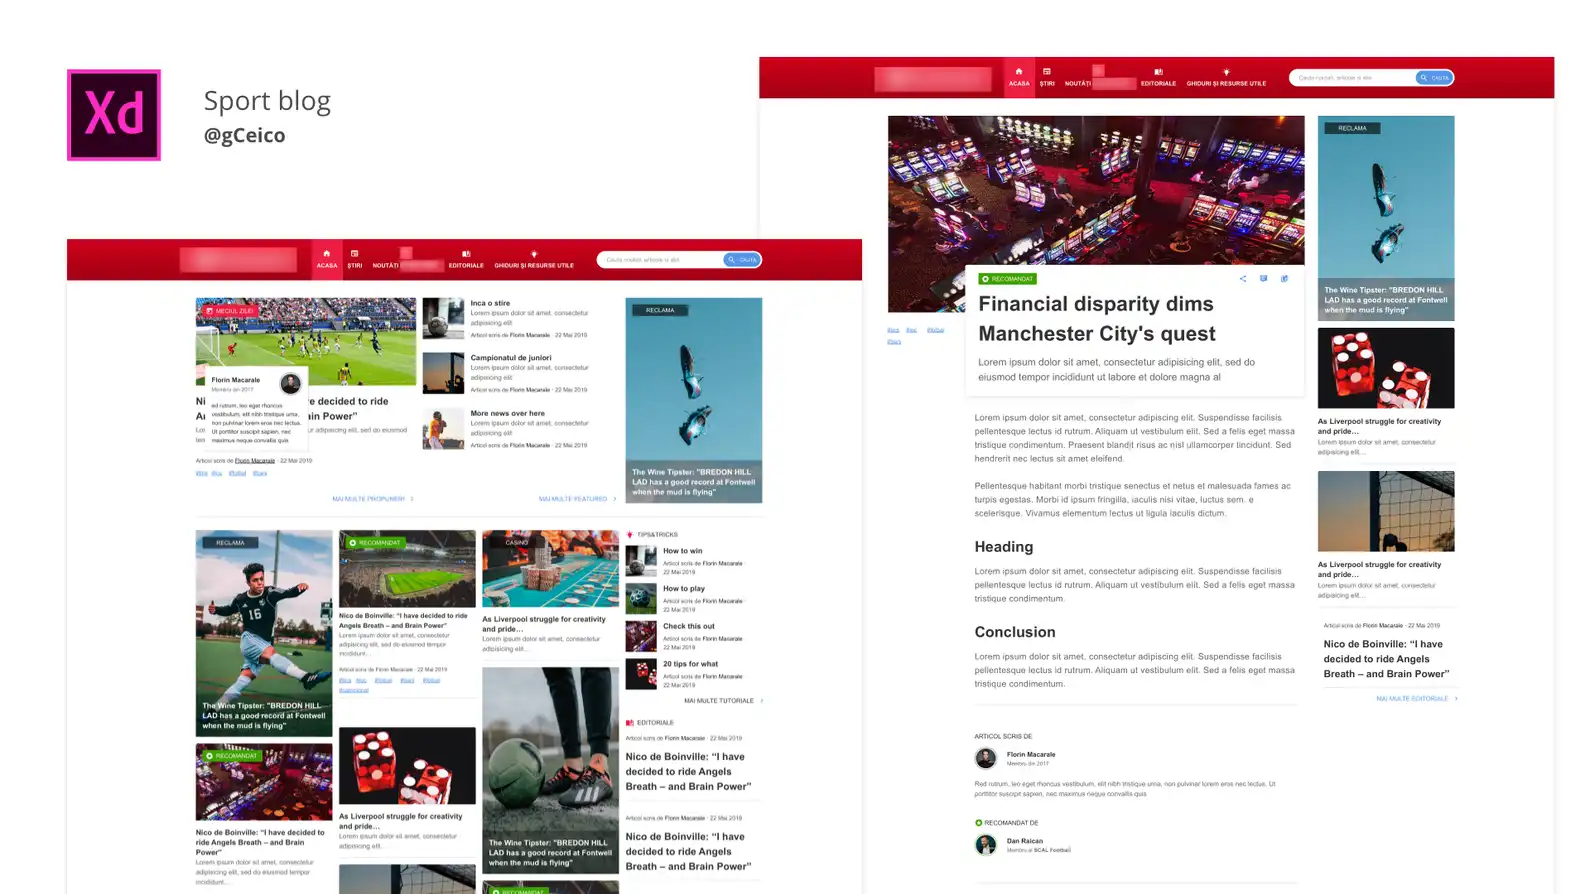 Xd
Sport blog
@gCeico
ACASA
ȘTIRI
NOUTĂȚI
EDITORIALE
GHIDURI ȘI RESURSE UTILE
CAUTA
MECIUL ZILEI
Florin Macarale
Membru din 2017
ed rutrum, leo eget rhoncus
vestibulum, elit nibh tristique urna,
non pulvinar lorem eros nec lectus.
Ut porttitor suscipit sapien, nec
maximus neque convallis quis
Ni
e decided to ride
A
ain Power”
adipiscing elit, sed do eiusmod
Articol scris de Florin Macarale · 22 Mai 2019
MAI MULTE PROPUNERI
Inca o stire
Lorem ipsum dolor sit amet, consectetur
adipisicing elit
Articol scris de Florin Macarale · 22 Mai 2019
Campionatul de juniori
Lorem ipsum dolor sit amet, consectetur
adipisicing elit
Articol scris de Florin Macarale · 22 Mai 2019
More news over here
Lorem ipsum dolor sit amet, consectetur
adipisicing elit
Articol scris de Florin Macarale · 22 Mai 2019
MAI MULTE FEATURED
RECLAMA
The Wine Tipster: "BREDON HILL
LAD has a good record at Fontwell
when the mud is flying"
RECLAMA
16
The Wine Tipster: "BREDON HILL
LAD has a good record at Fontwell
when the mud is flying"
RECOMANDAT
Nico de Boinville: “I have decided to
ride Angels Breath – and Brain
Power”
Lorem ipsum dolor sit amet, consectetur
adipisicing elit, sed do eiusmod tempor
incididunt...
RECOMANDAT
Nico de Boinville: “I have decided to ride
Angels Breath – and Brain Power”
Lorem ipsum dolor sit amet, consectetur
adipisicing elit, sed do eiusmod tempor
incididunt...
Articol scris de Florin Macarale · 22 Mai 2019
As Liverpool struggle for creativity
and pride…
Lorem ipsum dolor sit amet, consectetur
adipisicing elit...
CASINO
As Liverpool struggle for creativity
and pride…
Lorem ipsum dolor sit amet, consectetur
adipisicing elit...
The Wine Tipster: "BREDON HILL
LAD has a good record at Fontwell
when the mud is flying"
RECOMANDAT
TIPS&TRICKS
How to win
Articol scris de Florin Macarale ·
22 Mai 2019
How to play
Articol scris de Florin Macarale ·
22 Mai 2019
Check this out
Articol scris de Florin Macarale ·
22 Mai 2019
20 tips for what
Articol scris de Florin Macarale ·
22 Mai 2019
MAI MULTE TUTORIALE
EDITORIALE
Articol scris de Florin Macarale · 22 Mai 2019
Nico de Boinville: “I have
decided to ride Angels
Breath – and Brain Power”
Articol scris de Florin Macarale · 22 Mai 2019
Nico de Boinville: “I have
decided to ride Angels
Breath – and Brain Power”
ACASA
ȘTIRI
NOUTĂȚI
EDITORIALE
GHIDURI ȘI RESURSE UTILE
CAUTA
RECOMANDAT
Financial disparity dims
Manchester City's quest
Lorem ipsum dolor sit amet, consectetur adipisicing elit, sed do
eiusmod tempor incididunt ut labore et dolore magna al
Lorem ipsum dolor sit amet, consectetur adipiscing elit. Suspendisse facilisis
pellentesque lectus id rutrum. Aliquam ut vestibulum elit. Sed a felis eget massa
tristique condimentum. Praesent blandit risus ac nisl ullamcorper tincidunt. Sed
hendrerit nec lectus sit amet eleifend.
Pellentesque habitant morbi tristique senectus et netus et malesuada fames ac
turpis egestas. Morbi id ipsum fringilla, iaculis nisi vitae, luctus sem. e
scelerisque. Vivamus elementum lectus ut ligula iaculis dictum.
Heading
Lorem ipsum dolor sit amet, consectetur adipiscing elit. Suspendisse facilisis
pellentesque lectus id rutrum. Aliquam ut vestibulum elit. Sed a felis eget massa
tristique condimentum.
Conclusion
Lorem ipsum dolor sit amet, consectetur adipiscing elit. Suspendisse facilisis
pellentesque lectus id rutrum. Aliquam ut vestibulum elit. Sed a felis eget massa
tristique condimentum.
ARTICOL SCRIS DE
Florin Macarale
Membru din 2017
Red rutrum, leo eget rhoncus vestibulum, elit nibh tristique urna, non pulvinar lorem eros nec lectus. Ut
porttitor suscipit sapien, nec maximus neque convallis quis
RECOMANDAT DE
Dan Raican
Membru al SCAL Football
RECLAMA
The Wine Tipster: "BREDON HILL
LAD has a good record at Fontwell
when the mud is flying"
As Liverpool struggle for creativity
and pride…
Lorem ipsum dolor sit amet, consectetur
adipisicing elit...
As Liverpool struggle for creativity
and pride…
Lorem ipsum dolor sit amet, consectetur
adipisicing elit...
Articol scris de Florin Macarale · 22 Mai 2019
Nico de Boinville: “I have
decided to ride Angels
Breath – and Brain Power”
MAI MULTE EDITORIALE